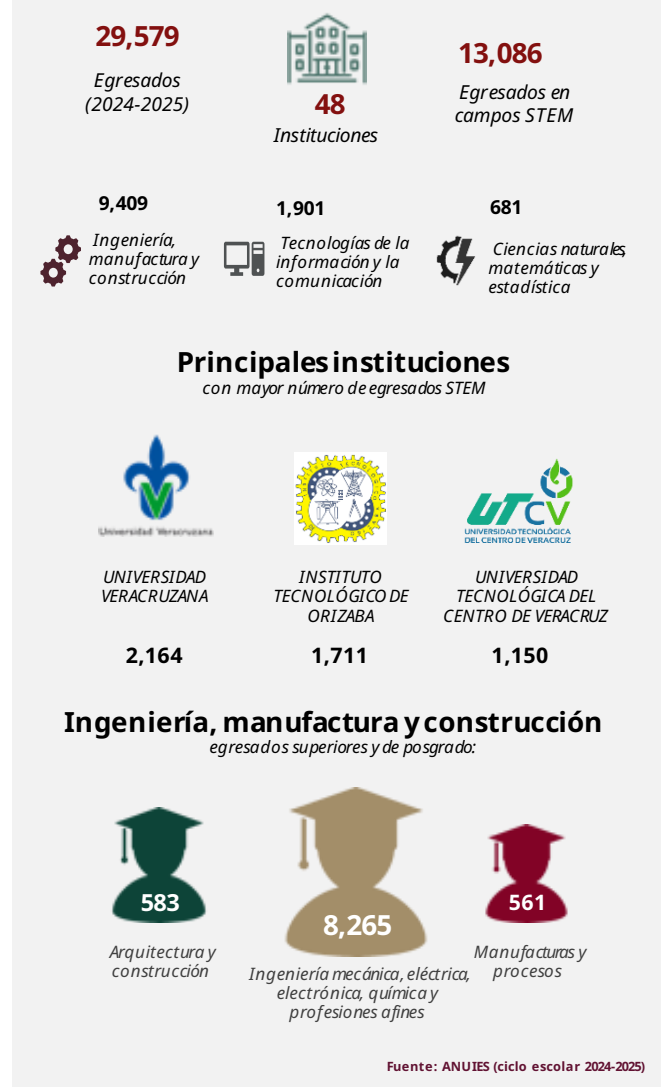 29,579
Egresados
(2024-2025)
48
Instituciones
13,086
Egresados en
campos STEM
9,409
Ingeniería,
manufactura y
construcción
1,901
Tecnologías de la
información y la
comunicación
681
Ciencias naturales,
matemáticas y
estadística
Principales instituciones
con mayor número de egresados STEM
Universidad Veracruzana
INSTITUTO TECNOLÓGICO
UTCV
UNIVERSIDAD TECNOLÓGICA
DEL CENTRO DE VERACRUZ
UNIVERSIDAD
VERACRUZANA
2,164
INSTITUTO
TECNOLÓGICO DE
ORIZABA
1,711
UNIVERSIDAD
TECNOLÓGICA DEL
CENTRO DE VERACRUZ
1,150
Ingeniería, manufactura y construcción
egresados superiores y de posgrado:
583
Arquitectura y
construcción
8,265
Ingeniería mecánica, eléctrica,
electrónica, química y
profesiones afines
561
Manufacturas y
procesos
Fuente: ANUIES (ciclo escolar 2024-2025)